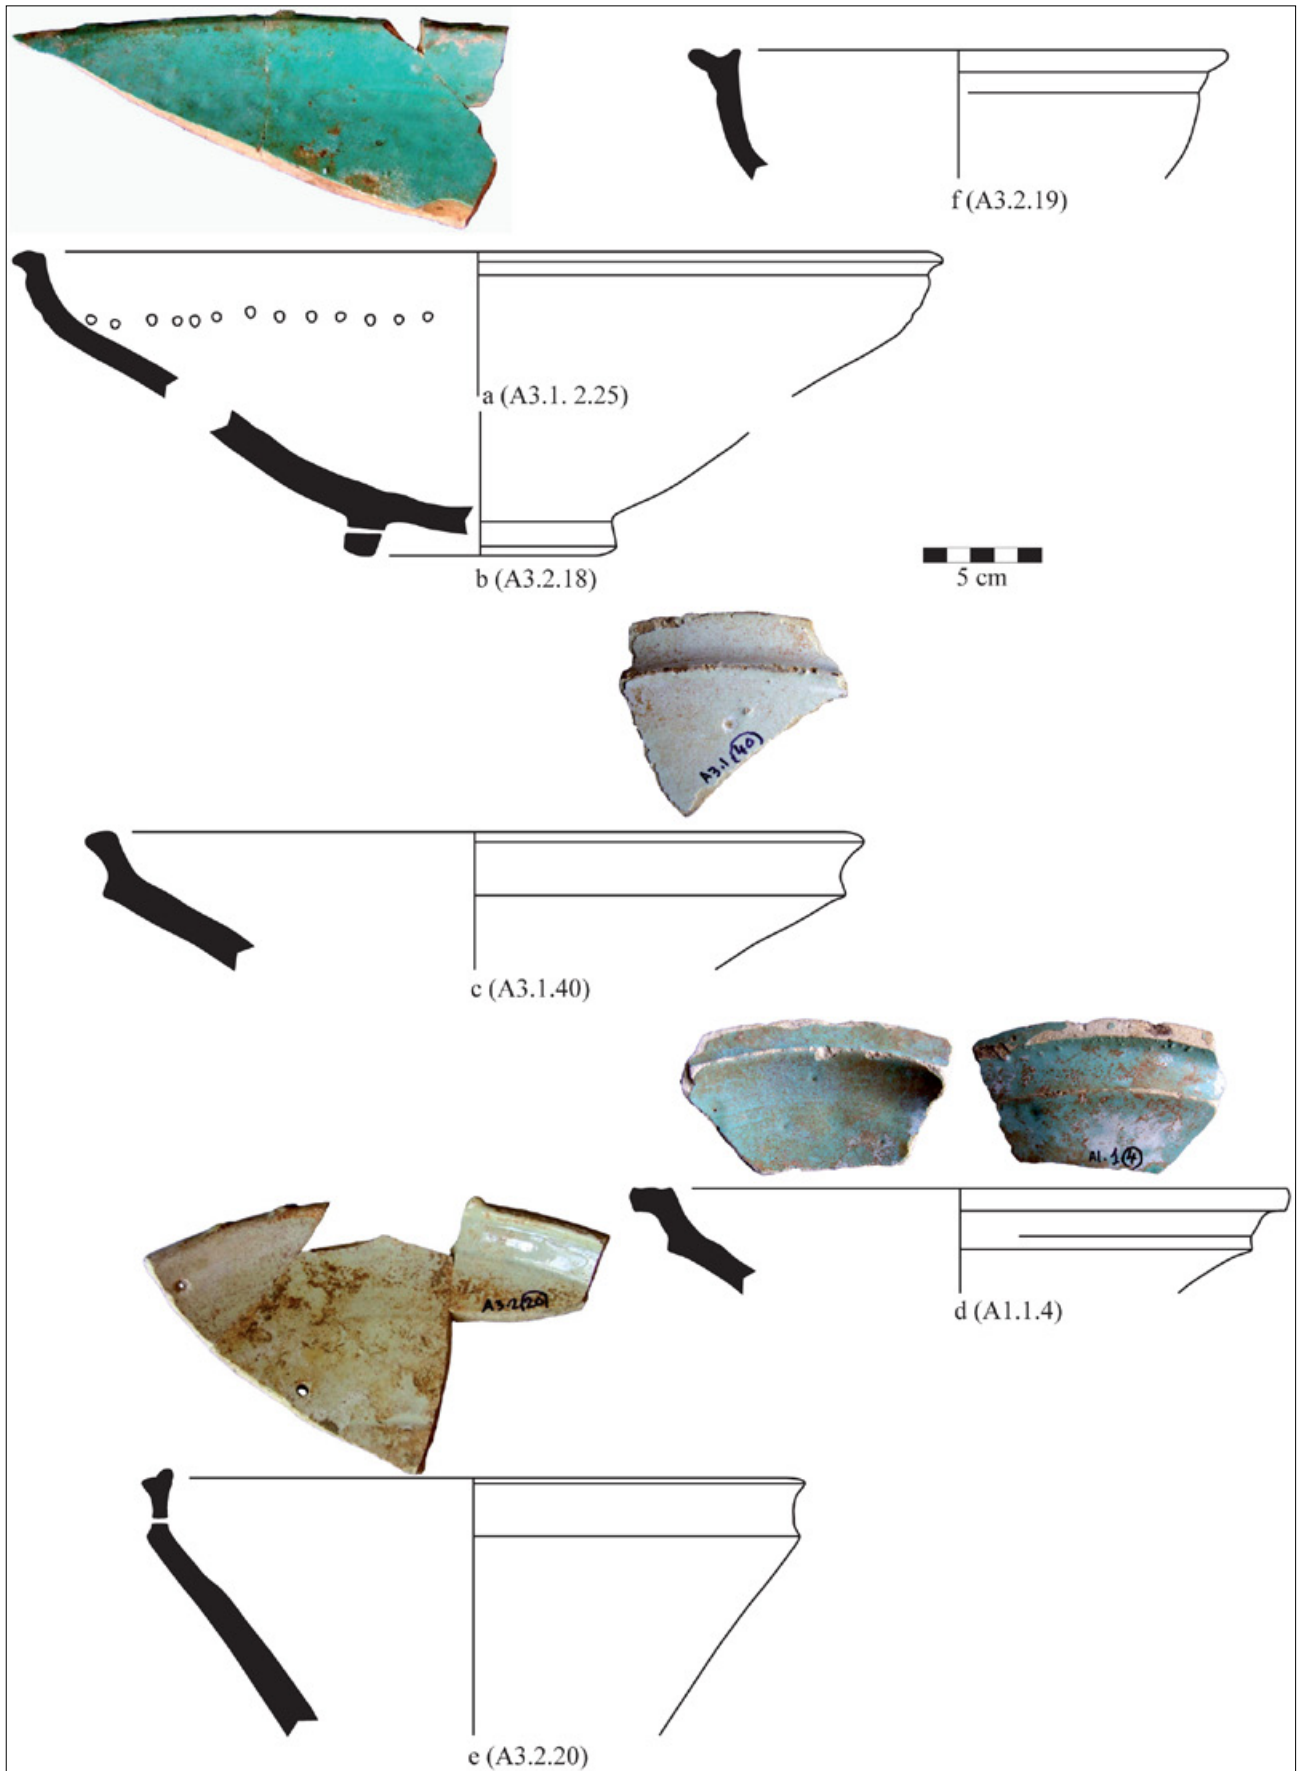 f (A3.2.19)
a (A3.1. 2.25)
b (A3.2.18)
5 cm
A3.1 (40)
c (A3.1.40)
A1.1 (4)
A3.2 (20)
d (A1.1.4)
e (A3.2.20)